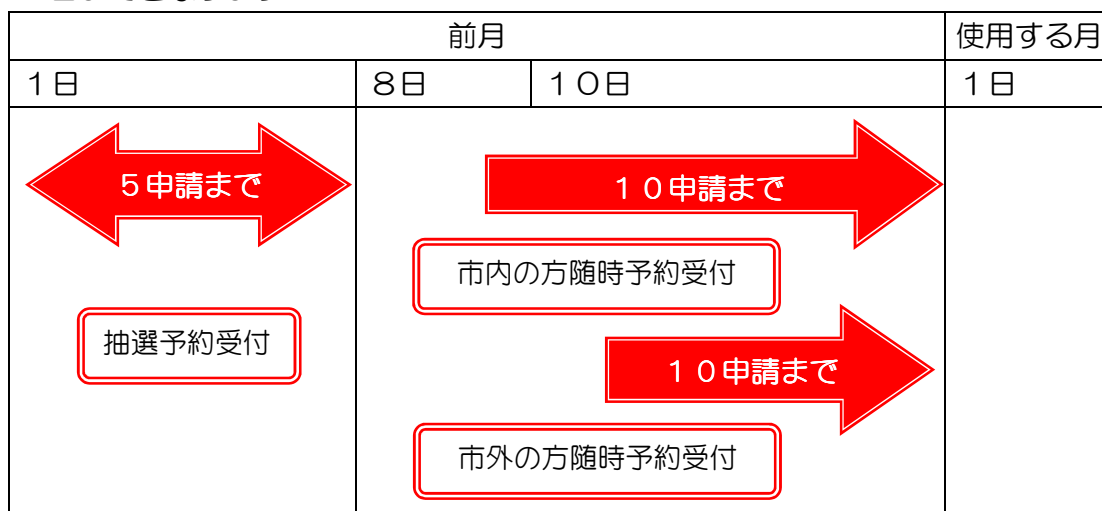 前月 使用する月
１日 ８日 １０日 １日
５申請まで
１０申請まで
市内の方随時予約受付
抽選予約受付
１０申請まで
市外の方随時予約受付